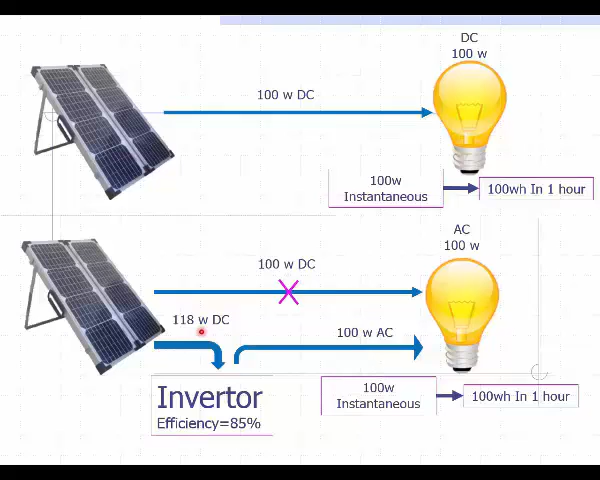 DC
100 w
100 w DC
100w
Instantaneous
100wh In 1 hour
AC
100 w
100 w DC
118 w DC
100 w AC
Invertor
Efficiency=85%
100w
Instantaneous
100wh In 1 hour